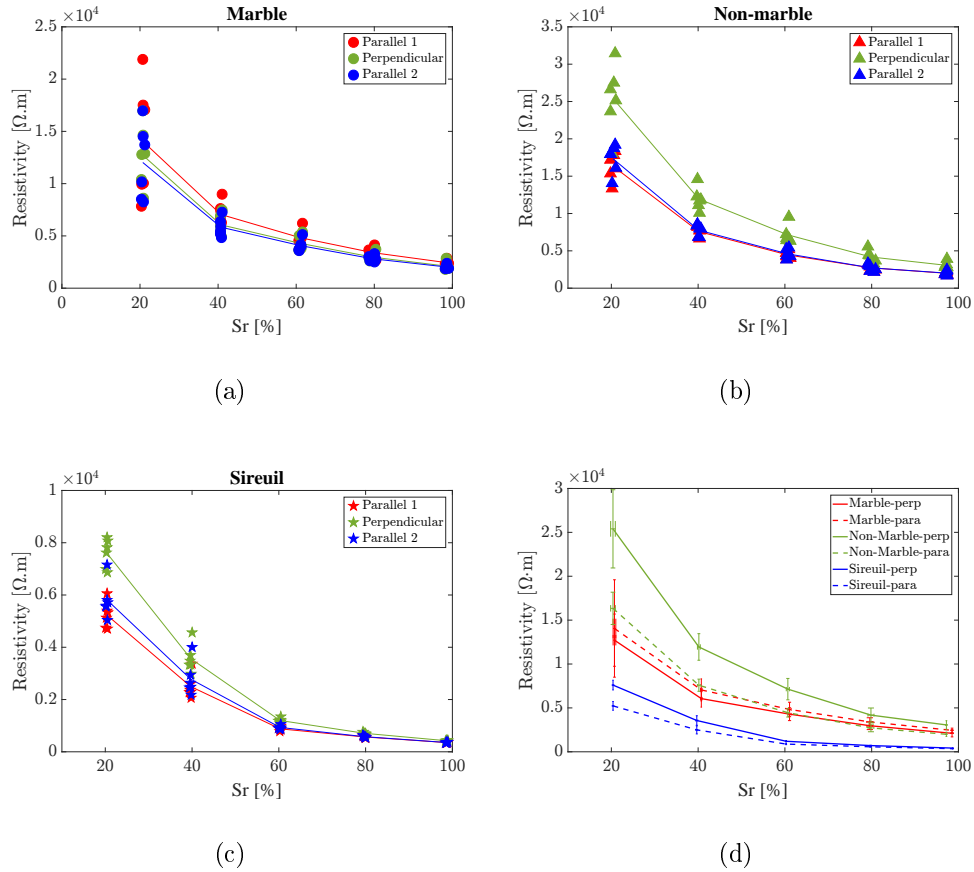 Marble
×10⁴
2.5
2
1.5
1
0.5
0
Resistivity [Ω.m]
0 20 40 60 80 100
Sr [%]
Parallel 1
Perpendicular
Parallel 2
(a)
Non-marble
×10⁴
3.5
3
2.5
2
1.5
1
0.5
0
Resistivity [Ω.m]
20 40 60 80 100
Sr [%]
Parallel 1
Perpendicular
Parallel 2
(b)
Sireuil
×10⁴
1
0.8
0.6
0.4
0.2
0
Resistivity [Ω.m]
20 40 60 80 100
Sr [%]
Parallel 1
Perpendicular
Parallel 2
(c)
×10⁴
3
2.5
2
1.5
1
0.5
0
Resistivity [Ω·m]
20 40 60 80 100
Sr [%]
Marble-perp
Marble-para
Non-Marble-perp
Non-Marble-para
Sireuil-perp
Sireuil-para
(d)